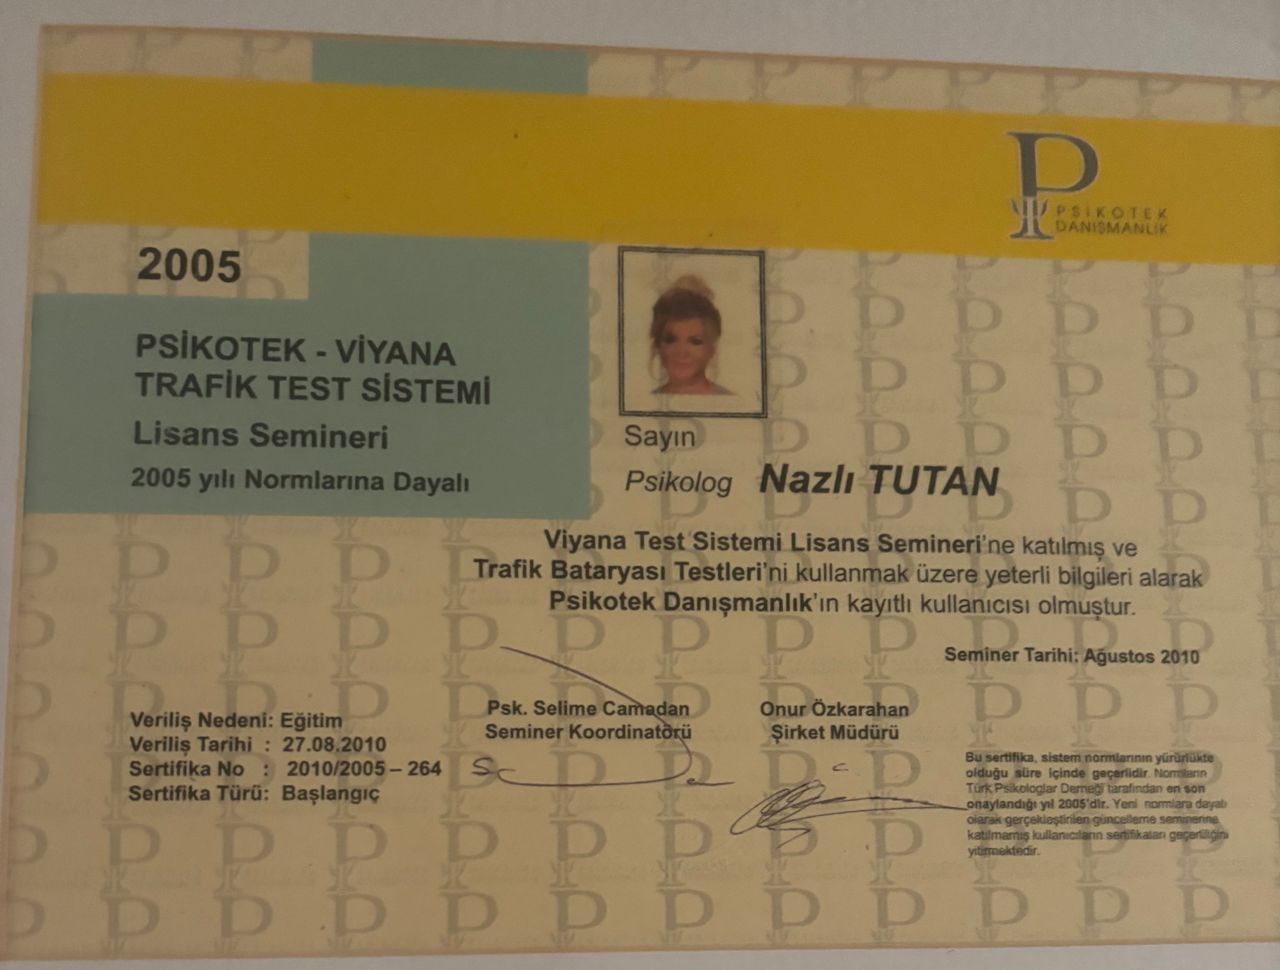 PSİKOTEK
DANIŞMANLIK
2005
PSİKOTEK - VİYANA
TRAFİK TEST SİSTEMİ
Lisans Semineri
2005 yılı Normlarına Dayalı
Sayın
Psikolog Nazlı TUTAN
Viyana Test Sistemi Lisans Semineri'ne katılmış ve
Trafik Bataryası Testleri'ni kullanmak üzere yeterli bilgileri alarak
Psikotek Danışmanlık'ın kayıtlı kullanıcısı olmuştur.
Seminer Tarihi: Ağustos 2010
Veriliş Nedeni: Eğitim
Veriliş Tarihi : 27.08.2010
Sertifika No : 2010/2005 – 264
Sertifika Türü: Başlangıç
Psk. Selime Camadan
Seminer Koordinatörü
Onur Özkarahan
Şirket Müdürü
Bu sertifika, sistem normlarının yürürlükte
olduğu süre içinde geçerlidir. Normların
Türk Psikologlar Derneği tarafından en son
onaylandığı yıl 2005'dir. Yeni normlara dayalı
olarak gerçekleştirilen güncelleme seminerine
katılmamış kullanıcıların sertifikaları geçerliliğini
yitirmektedir.